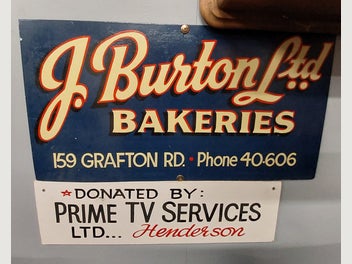 J. Burton Ltd
BAKERIES
159 GRAFTON RD. • Phone 40-606
★DONATED BY:
PRIME TV SERVICES
LTD... Henderson